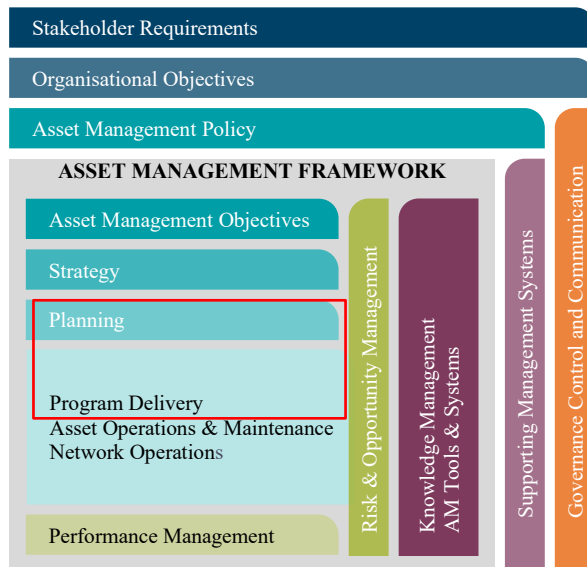 Stakeholder Requirements
Organisational Objectives
Asset Management Policy
ASSET MANAGEMENT FRAMEWORK
Asset Management Objectives
Strategy
Planning
Program Delivery
Asset Operations & Maintenance
Network Operations
Performance Management
Risk & Opportunity Management
Knowledge Management
AM Tools & Systems
Supporting Management Systems
Governance Control and Communication